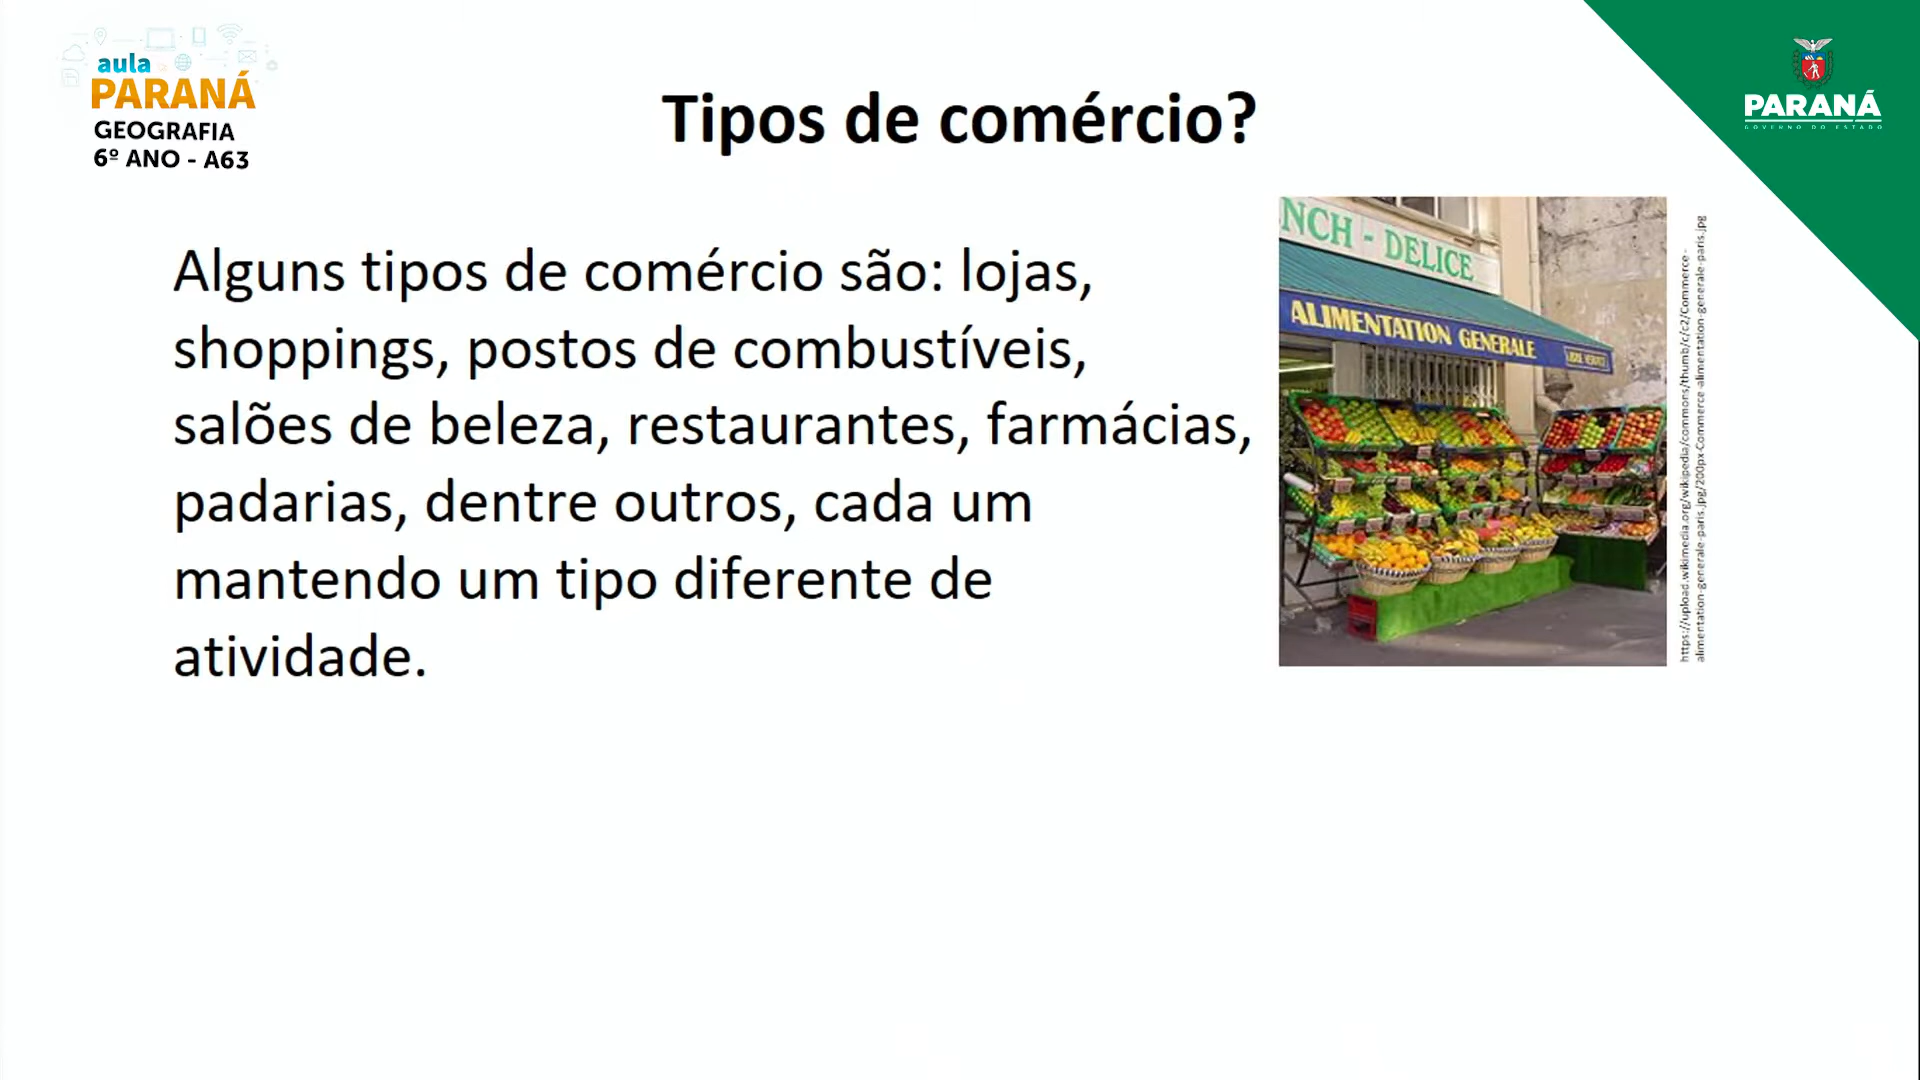 aula
PARANÁ
GEOGRAFIA
6º ANO - A63
PARANÁ
GOVERNO DO ESTADO
Tipos de comércio?
Alguns tipos de comércio são: lojas,
shoppings, postos de combustíveis,
salões de beleza, restaurantes, farmácias,
padarias, dentre outros, cada um
mantendo um tipo diferente de
atividade.
NCH - DELICE
ALIMENTATION GENERALE
https://upload.wikimedia.org/wikipedia/commons/thumb/c/c2/Commerce-
alimentation-generale-paris.jpg/200px-Commerce-alimentation-generale-paris.jpg